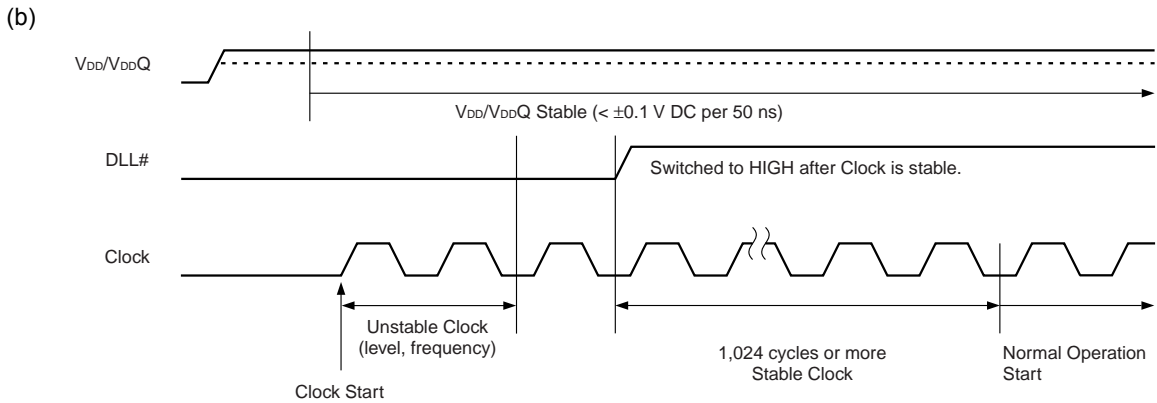 (b)
VDD/VDDQ
VDD/VDDQ Stable (< ±0.1 V DC per 50 ns)
DLL#
Switched to HIGH after Clock is stable.
Clock
Unstable Clock
(level, frequency)
1,024 cycles or more
Stable Clock
Normal Operation
Start
Clock Start